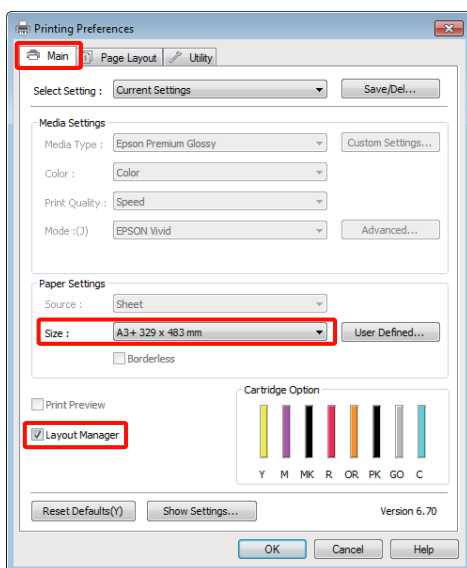 Printing Preferences
Main Page Layout Utility
Select Setting : Current Settings Save/Del...
Media Settings
Media Type : Epson Premium Glossy Custom Settings...
Color : Color
Print Quality : Speed
Mode :(J) EPSON Vivid Advanced...
Paper Settings
Source : Sheet
Size : A3+ 329 x 483 mm User Defined...
Borderless
Cartridge Option
Print Preview
Layout Manager
Y M MK R OR PK GO C
Reset Defaults(Y) Show Settings... Version 6.70
OK Cancel Help